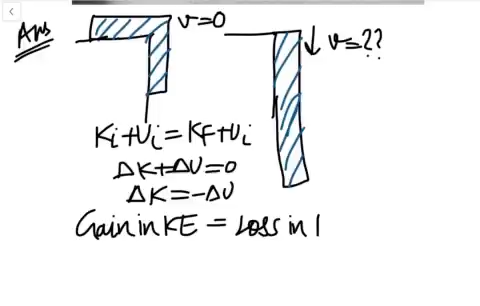 Ans
v=0
v=??
Ki+Ui=Kf+Ui
ΔK+ΔU=0
ΔK=-ΔU
Gain in KE = Loss in